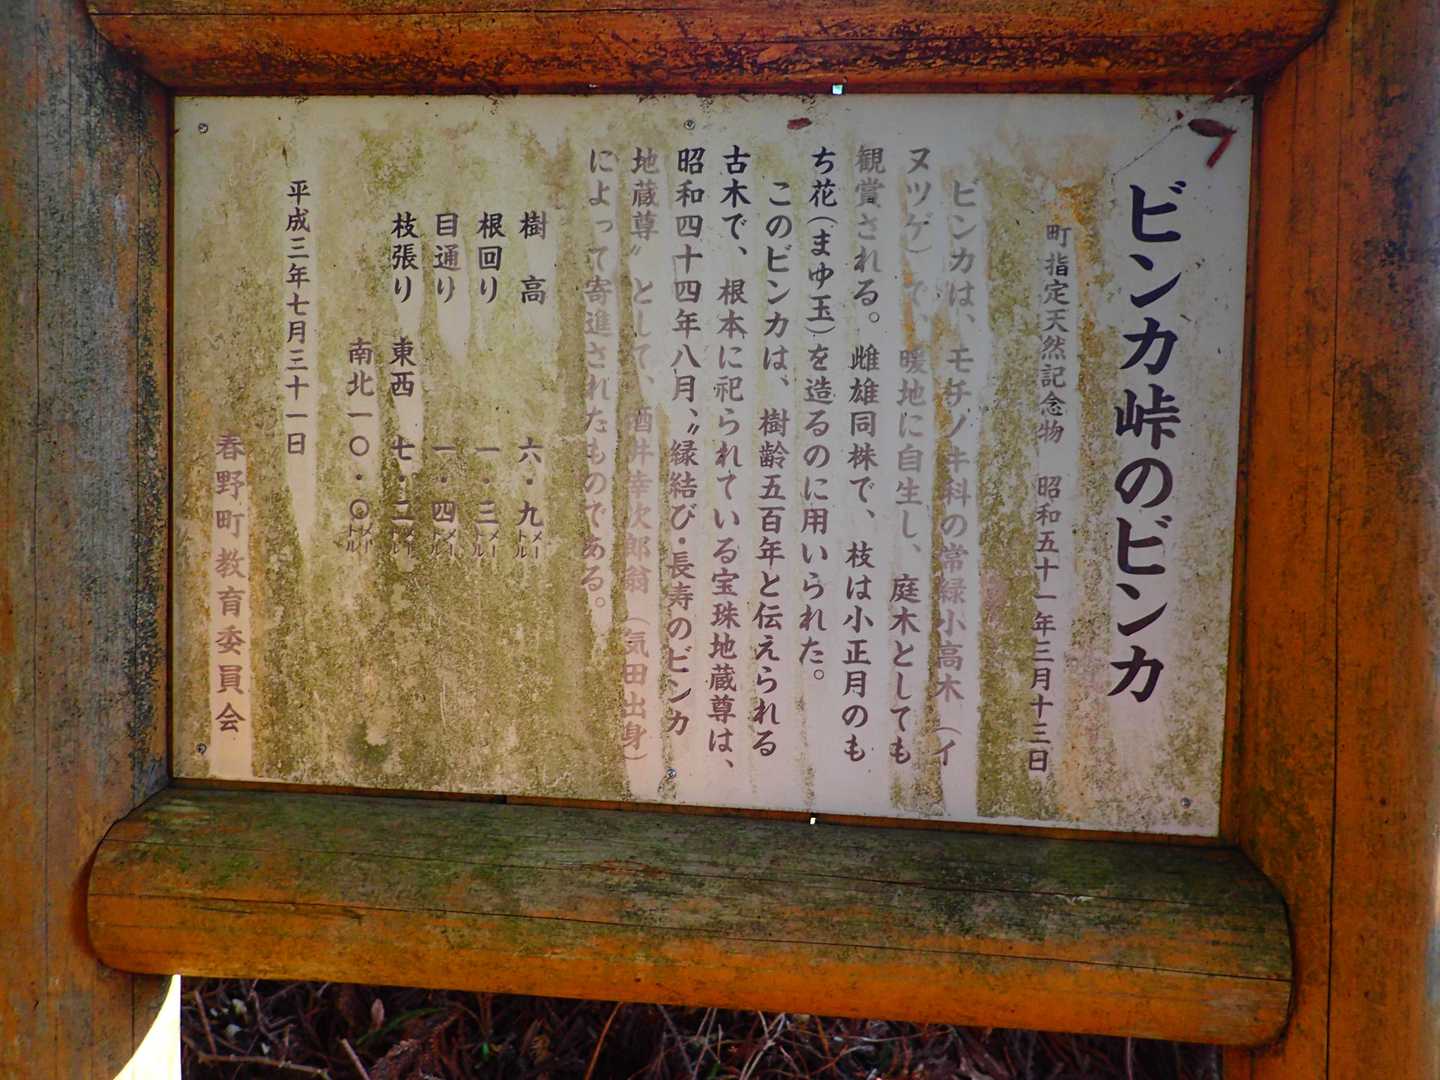 ビンカ峠のビンカ
町指定天然記念物　昭和五十一年三月十三日
ビンカは、モチノキ科の常緑小高木（イ
ヌツゲ）で、暖地に自生し、庭木としても
観賞される。雌雄同株で、枝は小正月のも
ち花（まゆ玉）を造るのに用いられた。
このビンカは、樹齢五百年と伝えられる
古木で、根本に祀られている宝珠地蔵尊は、
昭和四十四年八月、〝縁結び・長寿のビンカ
地蔵尊〟として、酒井幸次郎翁（気田出身）
によって寄進されたものである。
樹　高　六・九メートル
根回り　一・三メートル
目通り　一・四メートル
枝張り　東西　七・二メートル
南北一〇・〇メートル
平成三年七月三十一日
春野町教育委員会